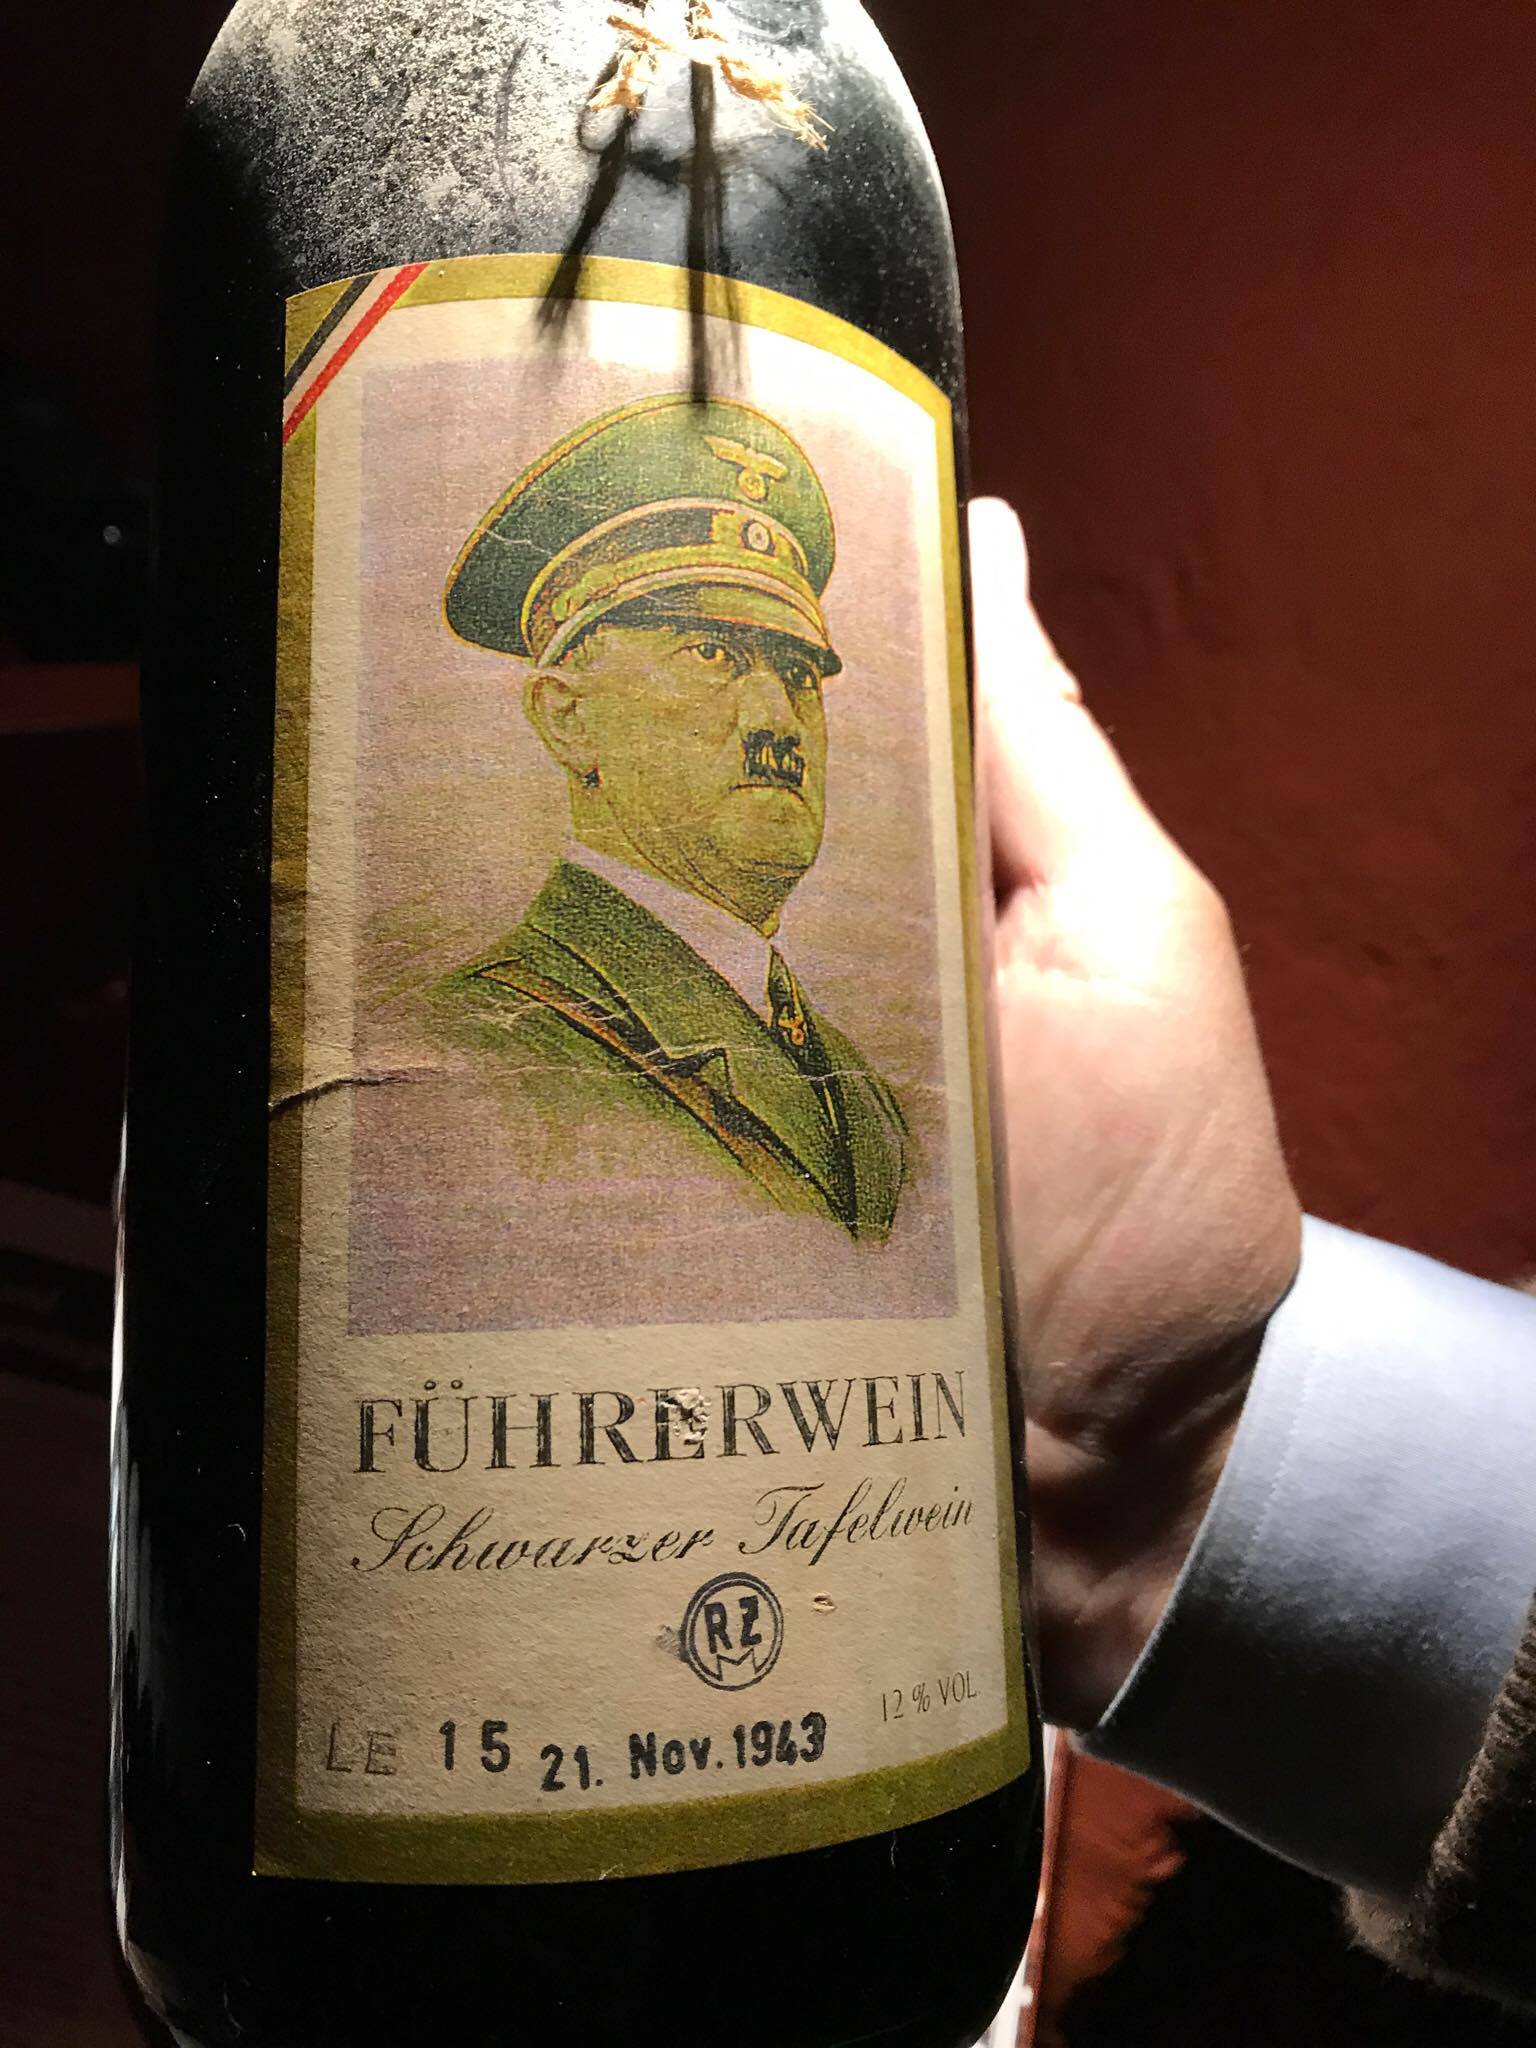 FÜHRERWEIN
Schwarzer Tafelwein
RZ
M
12 % VOL.
LE 15 21. Nov. 1943